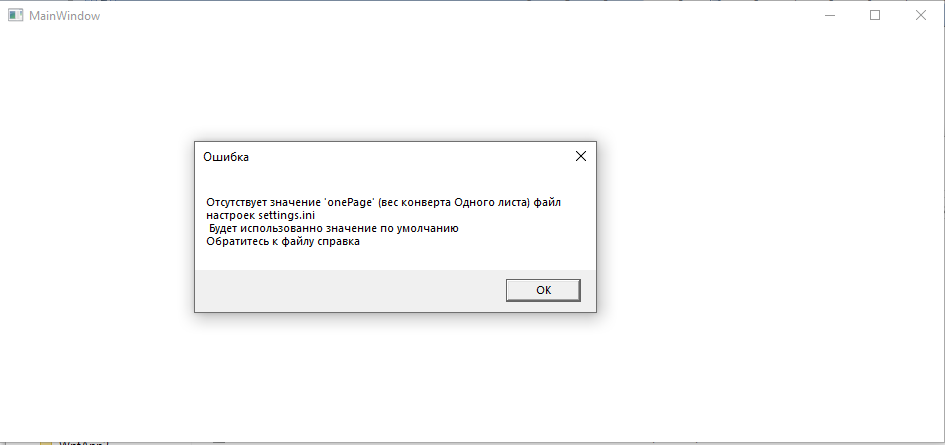 MainWindow
Ошибка
Отсутствует значение 'onePage' (вес конверта Одного листа) файл
настроек settings.ini
Будет использованно значение по умолчанию
Обратитесь к файлу справка
OK